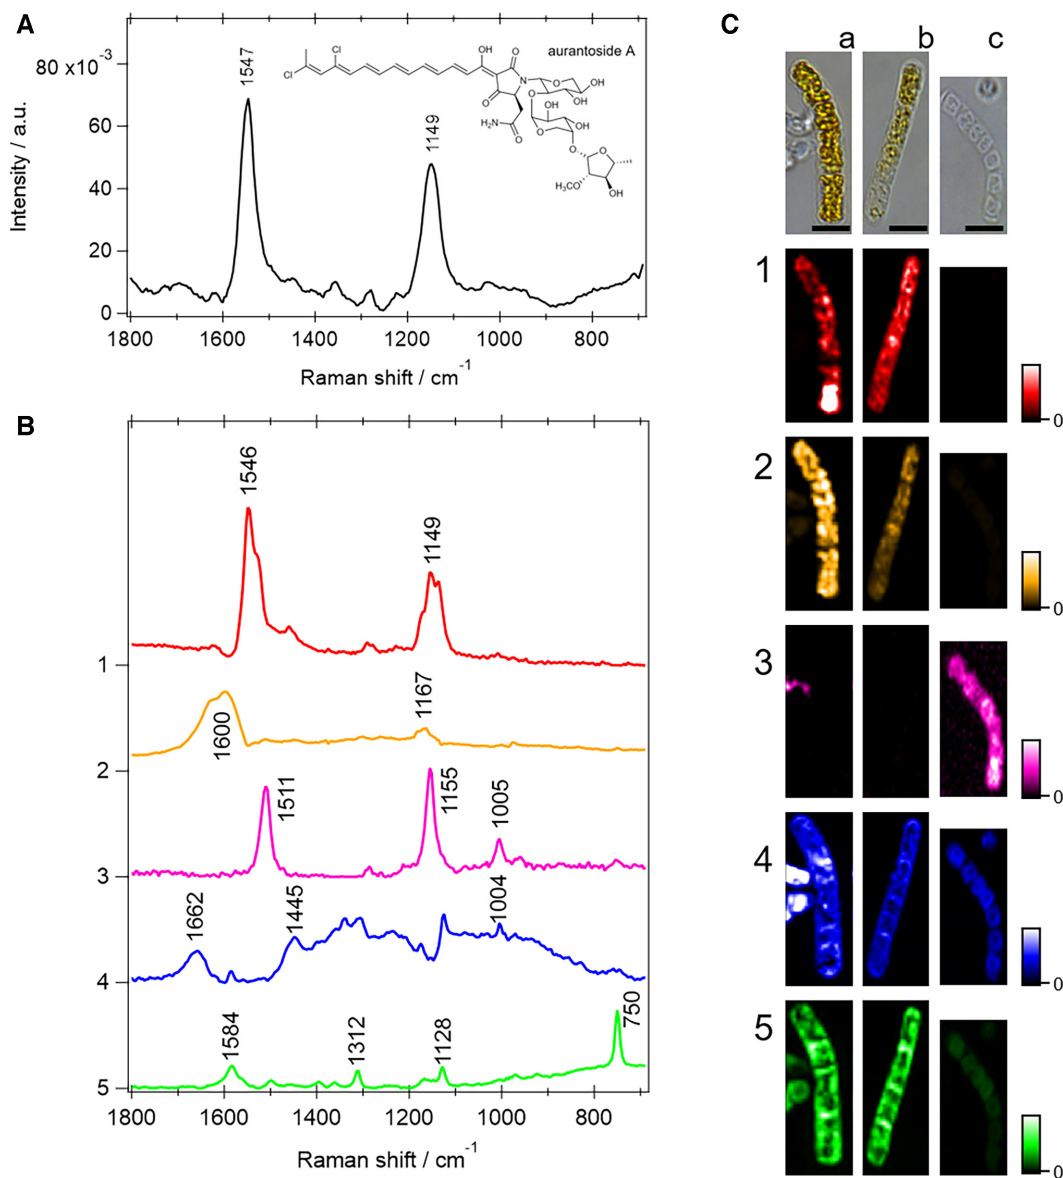 A
80 x10⁻³
60
40
20
0
Intensity / a.u.
1547
1149
aurantoside A
Cl
Cl
OH
O
N
O
O
OH
OH
O
OH
OH
O
H₂N
O
O
O
H₃CO
OH
1800
1600
1400
1200
1000
800
Raman shift / cm⁻¹
B
1546
1149
1
1600
1167
2
1511
1155
1005
3
1662
1445
1004
4
1584
1312
1128
750
5
1800
1600
1400
1200
1000
800
Raman shift / cm⁻¹
C
a
b
c
1
0
2
0
3
0
4
0
5
0